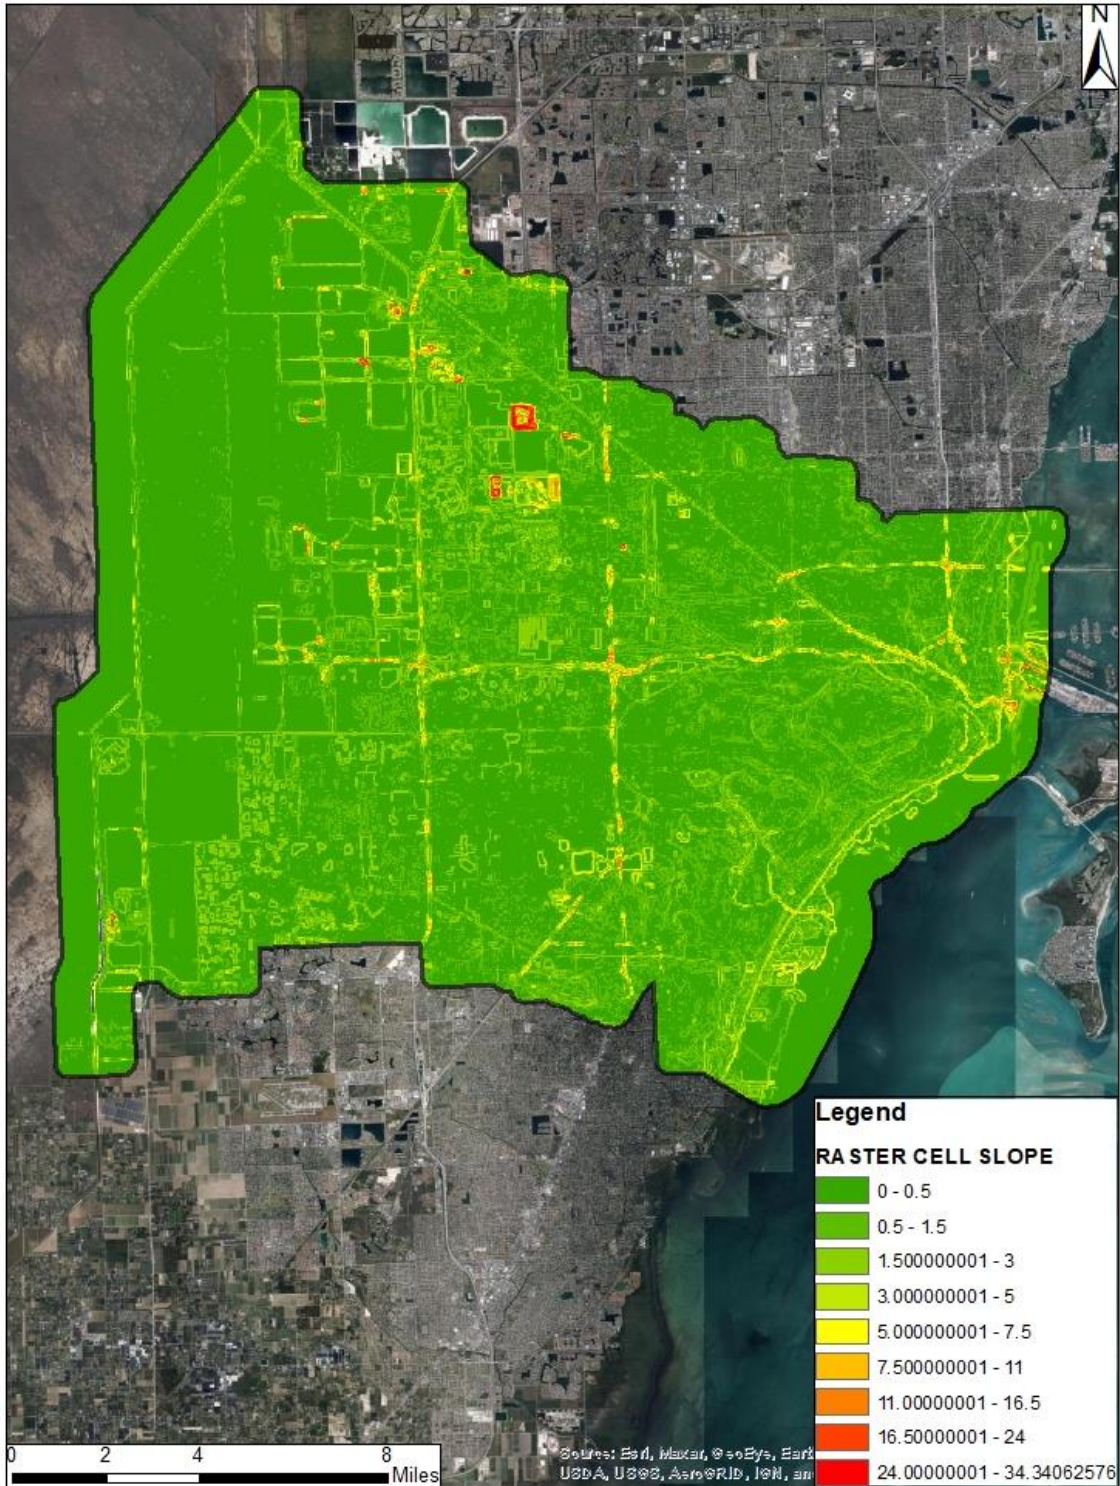 N
Legend
RASTER CELL SLOPE
0 - 0.5
0.5 - 1.5
1.500000001 - 3
3.000000001 - 5
5.000000001 - 7.5
7.500000001 - 11
11.00000001 - 16.5
16.50000001 - 24
24.00000001 - 34.34062576
0 2 4 8
Miles
Source: Esri, Maxar, GeoEye, Eart
USDA, USGS, AeroGRID, IGN, an